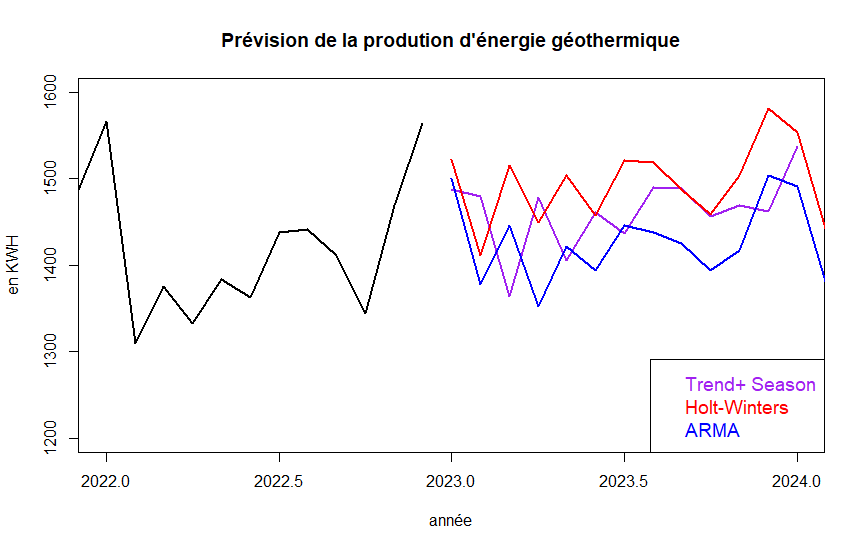 Prévision de la prodution d'énergie géothermique
1600
1500
1400
1300
1200
en KWH
Trend+ Season
Holt-Winters
ARMA
2022.0 2022.5 2023.0 2023.5 2024.0
année